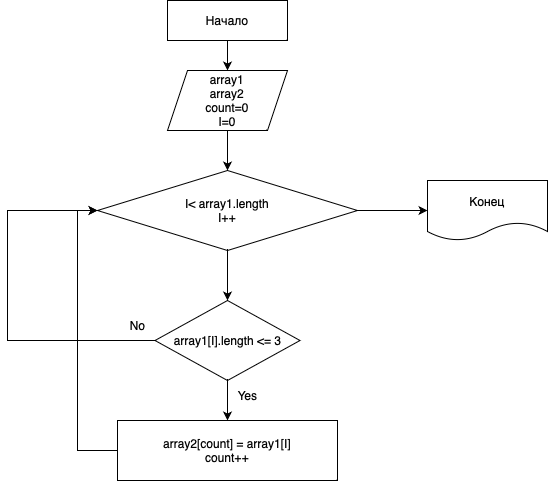 Начало
array1
array2
count=0
I=0
I< array1.length
I++
Конец
No
array1[I].length <= 3
Yes
array2[count] = array1[I]
count++